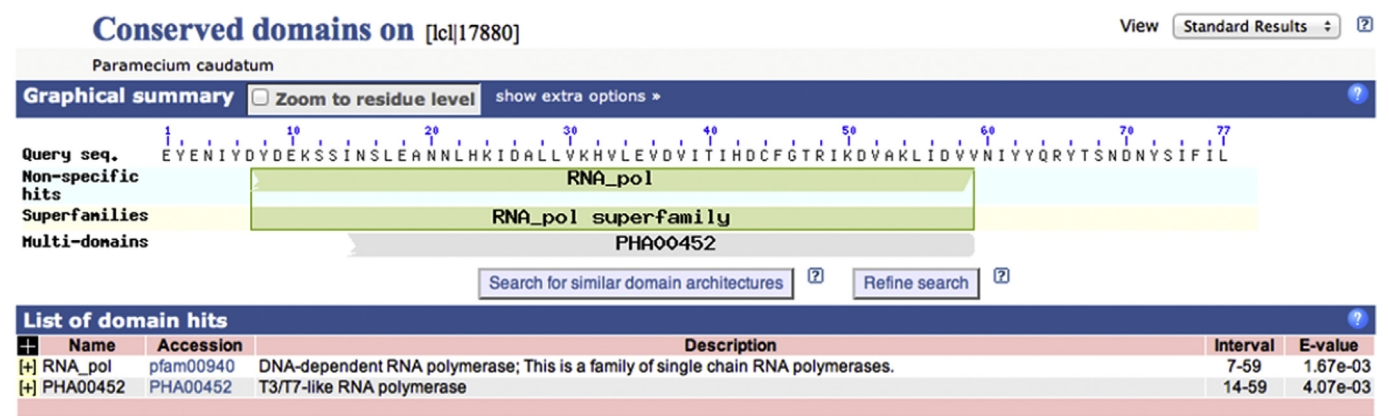 Conserved domains on [lcl|17880]
View Standard Results ?
Paramecium caudatum
Graphical summary Zoom to residue level show extra options » ?
1 10 20 30 40 50 60 70 77
Query seq. EYENIYDYDEKSSINSLEANNLHKIDALLVKHVLEVDVITIHDCFGTRIKDVAKLIDVVNIYYQRYTSNDNYSIFIL
Non-specific hits RNA_pol
Superfamilies RNA_pol superfamily
Multi-domains PHA00452
Search for similar domain architectures ? Refine search ?
List of domain hits ?
+ Name Accession Description Interval E-value
[+] RNA_pol pfam00940 DNA-dependent RNA polymerase; This is a family of single chain RNA polymerases. 7-59 1.67e-03
[+] PHA00452 PHA00452 T3/T7-like RNA polymerase 14-59 4.07e-03